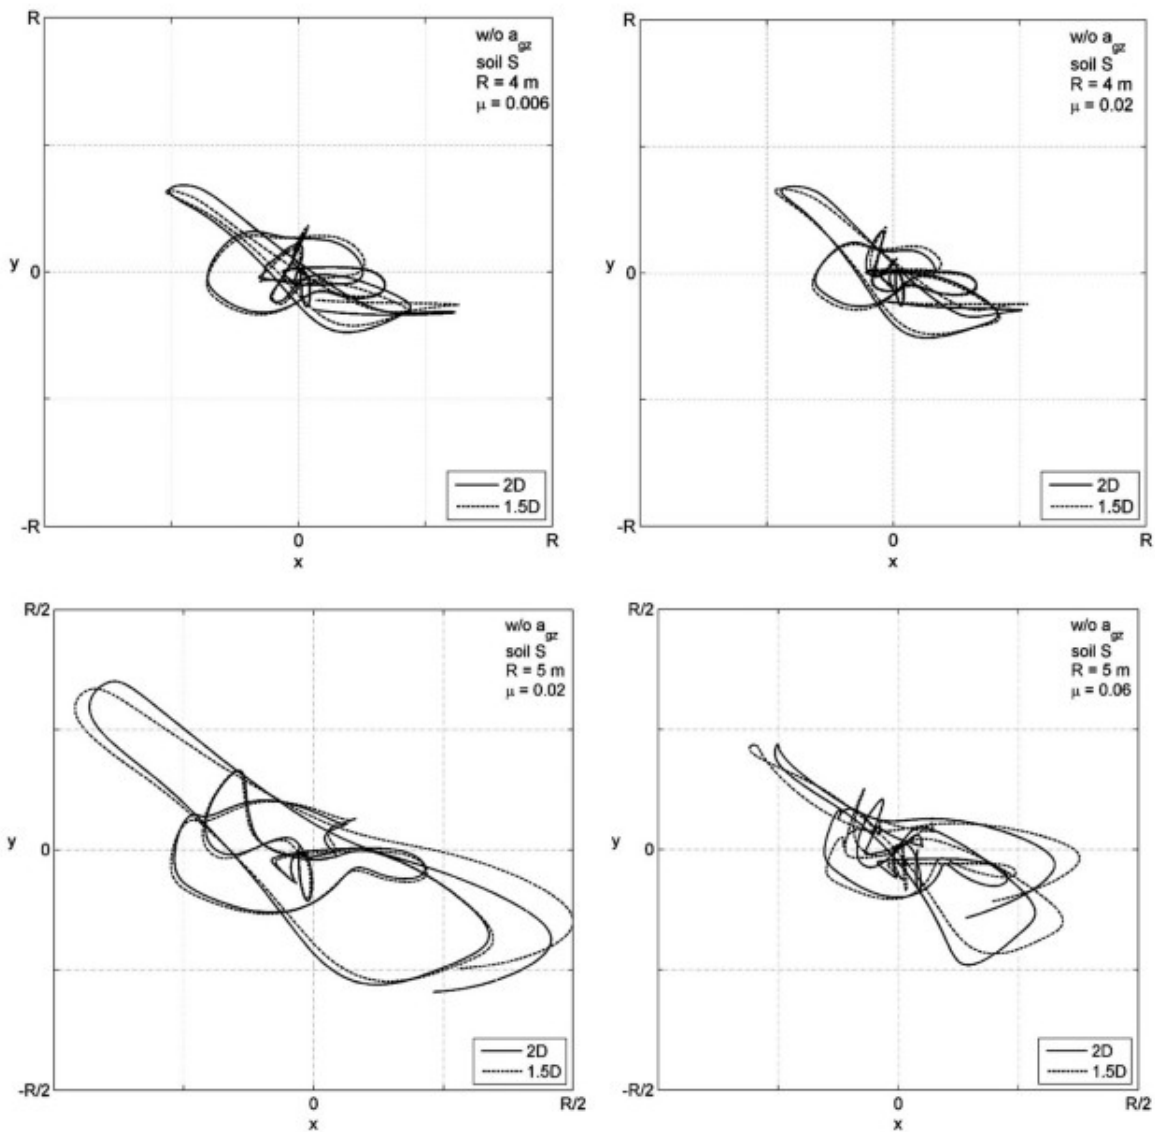 R
w/o a_gz
soil S
R = 4 m
μ = 0.006
y
0
2D
1.5D
-R
0
R
x
R
w/o a_gz
soil S
R = 4 m
μ = 0.02
y
0
2D
1.5D
-R
0
R
x
R/2
w/o a_gz
soil S
R = 5 m
μ = 0.02
y
0
2D
1.5D
-R/2
0
R/2
x
R/2
w/o a_gz
soil S
R = 5 m
μ = 0.06
y
0
2D
1.5D
-R/2
0
R/2
x